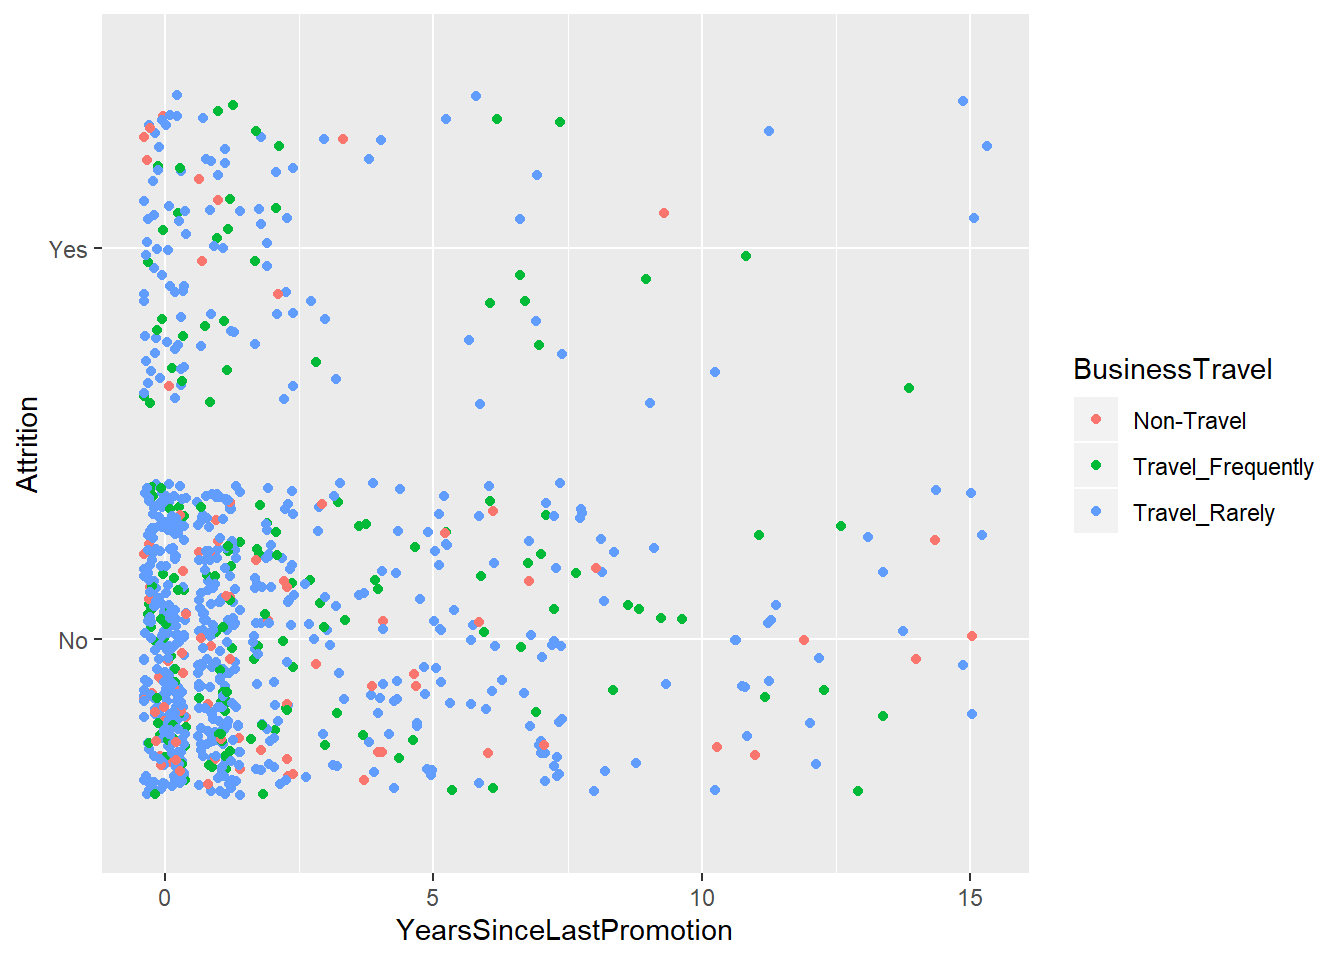 Yes
No
Attrition
0
5
10
15
YearsSinceLastPromotion
BusinessTravel
Non-Travel
Travel_Frequently
Travel_Rarely